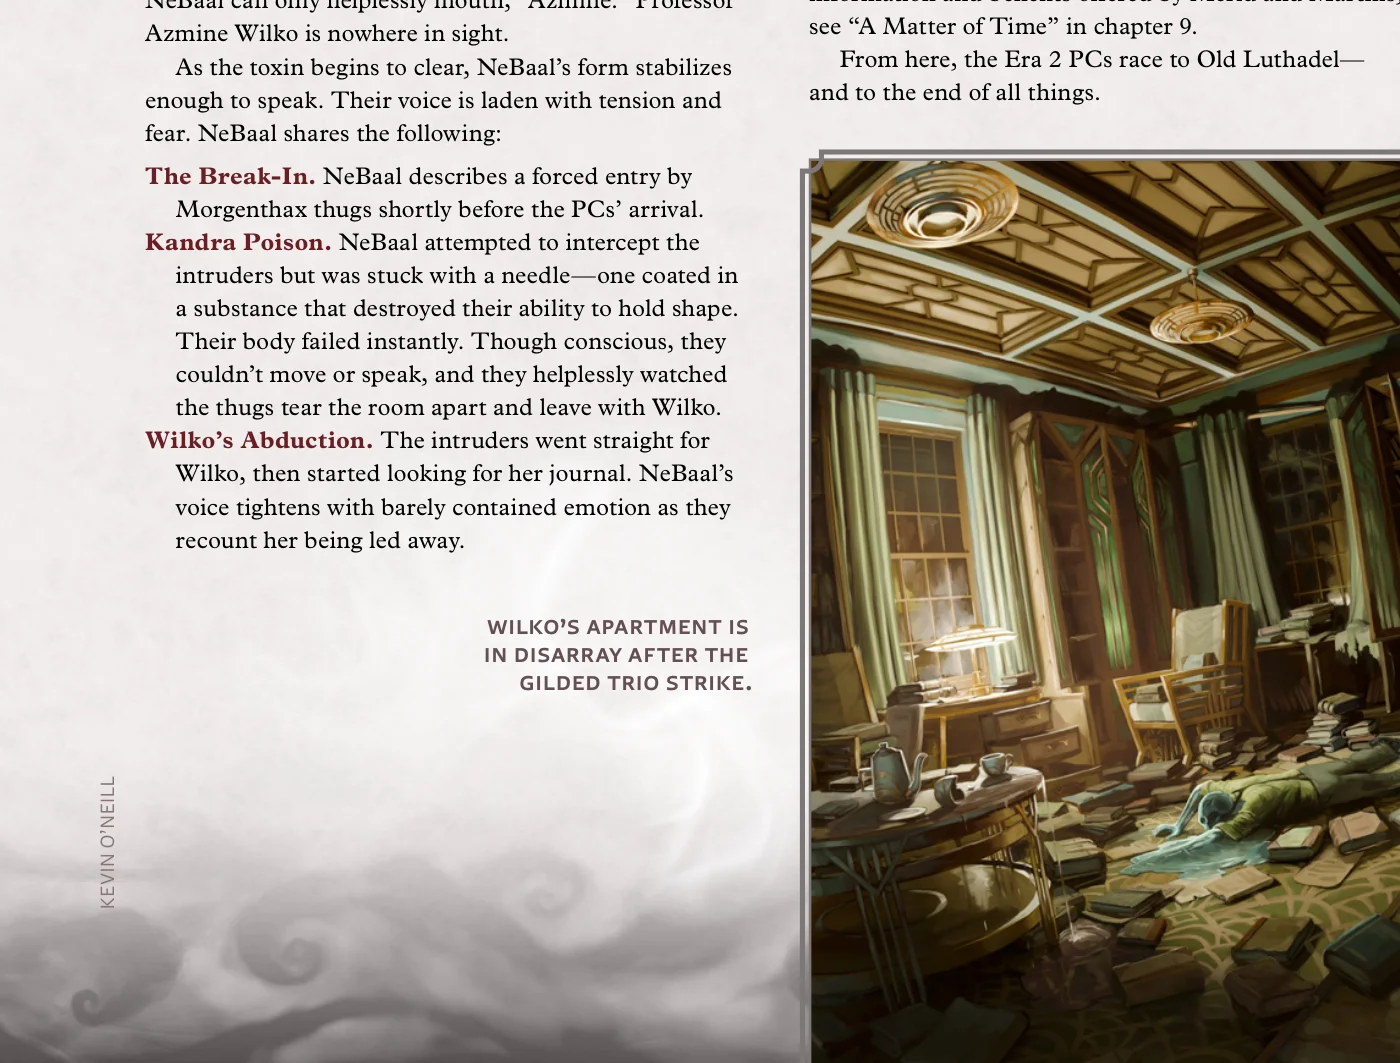 NeBaal can only helplessly mouth, “Azmine.” Professor
Azmine Wilko is nowhere in sight.
As the toxin begins to clear, NeBaal’s form stabilizes
enough to speak. Their voice is laden with tension and
fear. NeBaal shares the following:
The Break-In. NeBaal describes a forced entry by
Morgenthax thugs shortly before the PCs’ arrival.
Kandra Poison. NeBaal attempted to intercept the
intruders but was stuck with a needle—one coated in
a substance that destroyed their ability to hold shape.
Their body failed instantly. Though conscious, they
couldn’t move or speak, and they helplessly watched
the thugs tear the room apart and leave with Wilko.
Wilko’s Abduction. The intruders went straight for
Wilko, then started looking for her journal. NeBaal’s
voice tightens with barely contained emotion as they
recount her being led away.
WILKO’S APARTMENT IS
IN DISARRAY AFTER THE
GILDED TRIO STRIKE.
KEVIN O’NEILL
see “A Matter of Time” in chapter 9.
From here, the Era 2 PCs race to Old Luthadel—
and to the end of all things.